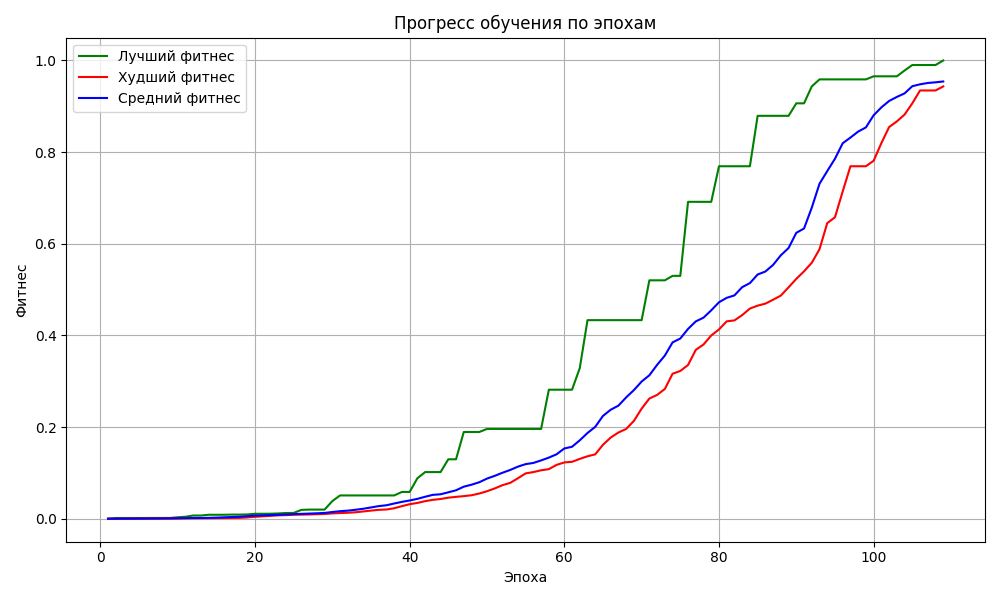 Прогресс обучения по эпохам
Лучший фитнес
Худший фитнес
Средний фитнес
Фитнес
1.0
0.8
0.6
0.4
0.2
0.0
0 20 40 60 80 100
Эпоха